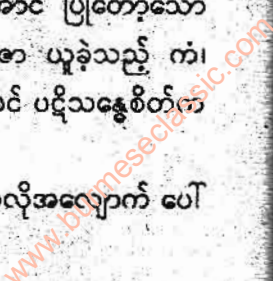 ပြုတော့သော
ယူခဲ့သည့် ကံ၊
ပဋိသန္ဓေစိတ်က
လိုအလျောက် ပေါ်
www.burmeseclassic.com